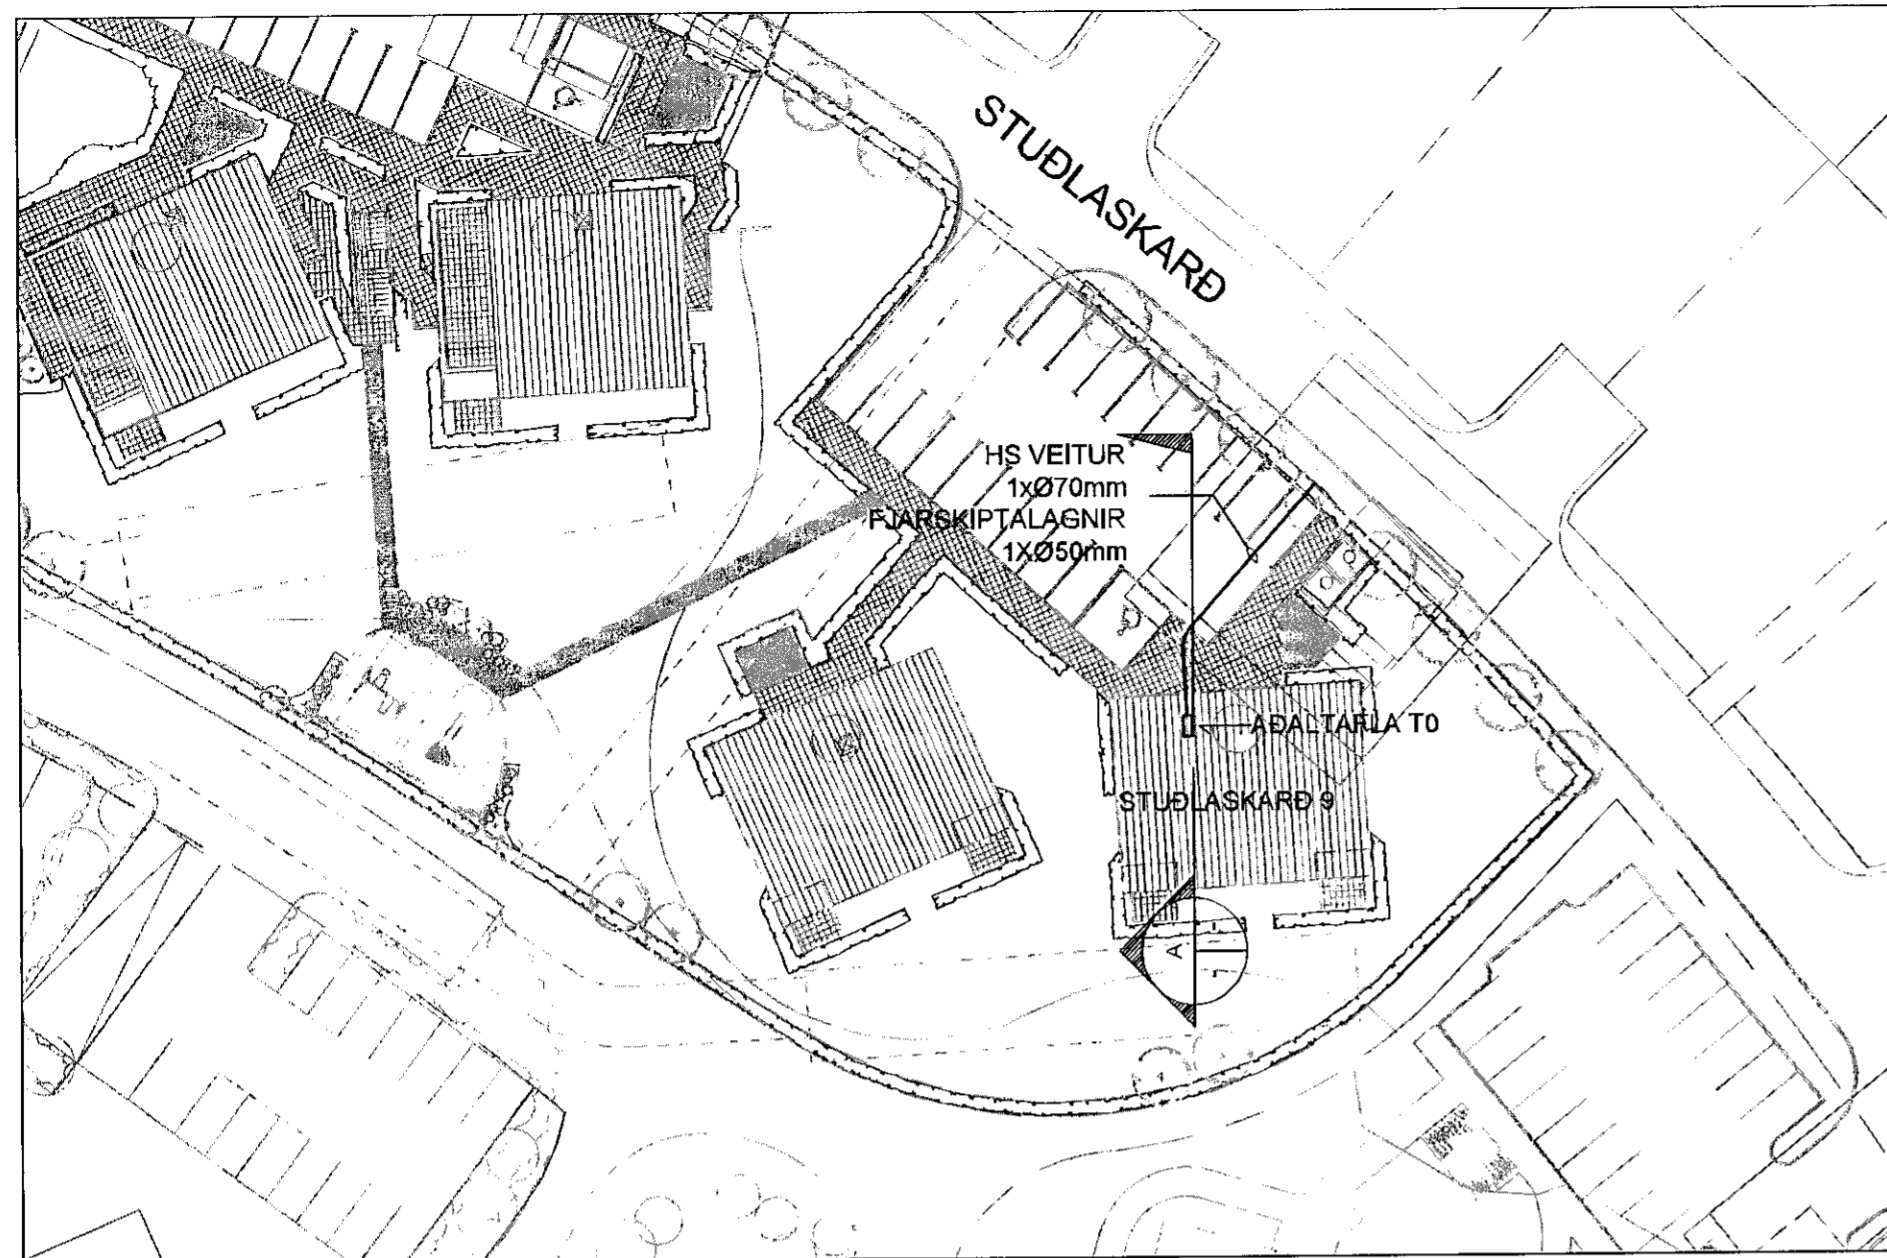 STUÐLASKARÐ
HS VEITUR
1xØ70mm
FJARSKIPTALAGNIR
1XØ50mm
AÐALTAFLA T0
STUÐLASKARÐ 9
A
1